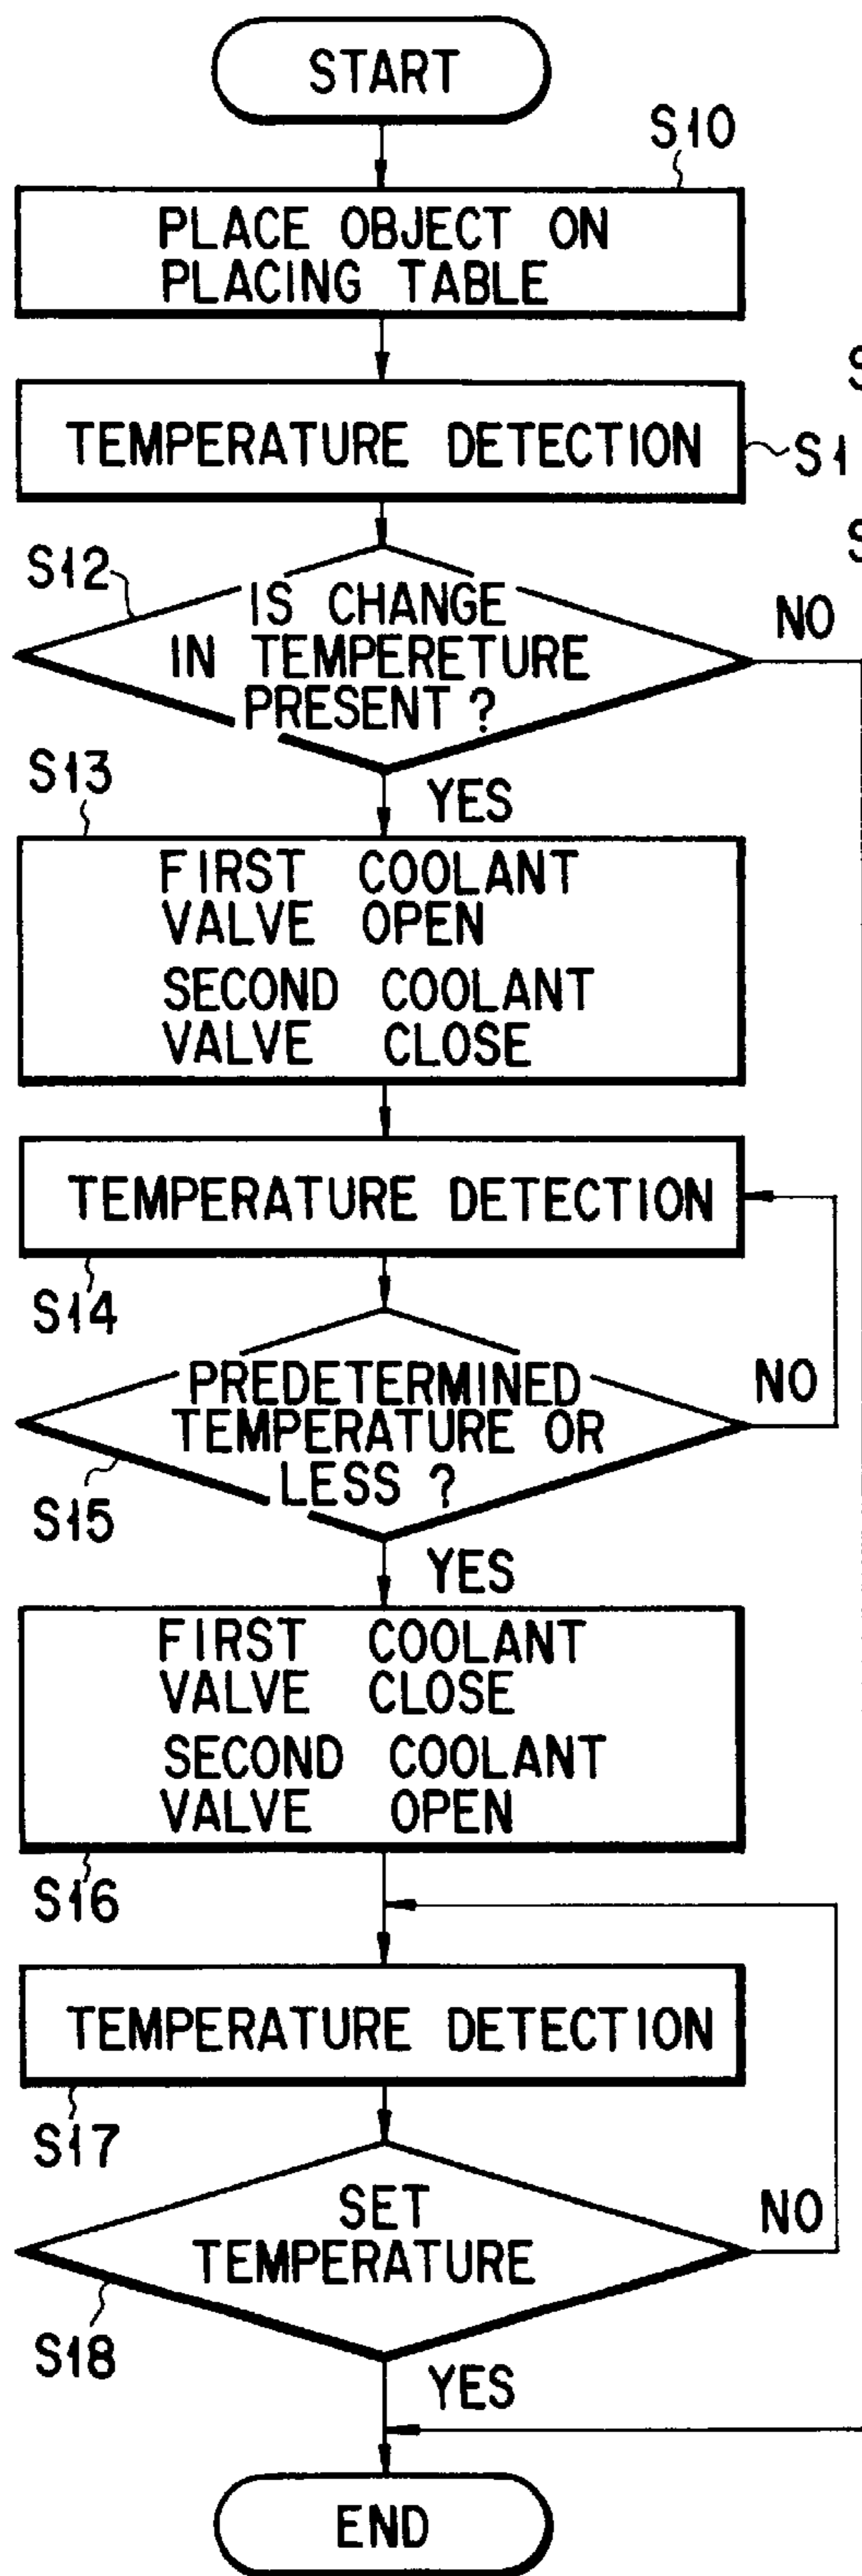 START
S10
PLACE OBJECT ON
PLACING TABLE
TEMPERATURE DETECTION
S1
S12
IS CHANGE
IN TEMPERETURE
PRESENT ?
NO
S13
YES
FIRST COOLANT
VALVE OPEN
SECOND COOLANT
VALVE CLOSE
TEMPERATURE DETECTION
S14
PREDETERMINED
TEMPERATURE OR
LESS ?
NO
S15
YES
FIRST COOLANT
VALVE CLOSE
SECOND COOLANT
VALVE OPEN
S16
TEMPERATURE DETECTION
S17
SET
TEMPERATURE
NO
S18
YES
END